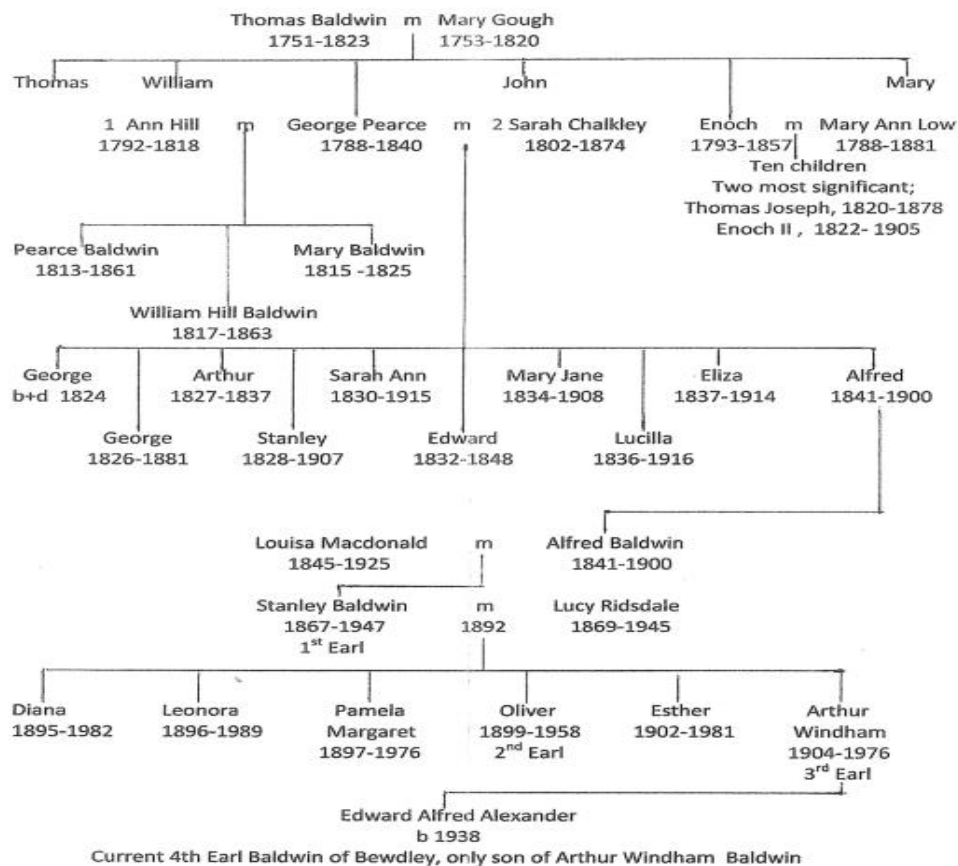 Thomas Baldwin m Mary Gough
1751-1823 1753-1820
Thomas William John Mary
1 Ann Hill m George Pearce m 2 Sarah Chalkley Enoch m Mary Ann Low
1792-1818 1788-1840 1802-1874 1793-1857 1788-1881
Ten children
Two most significant;
Thomas Joseph, 1820-1878
Enoch II , 1822- 1905
Pearce Baldwin Mary Baldwin
1813-1861 1815 -1825
William Hill Baldwin
1817-1863
George Arthur Sarah Ann Mary Jane Eliza Alfred
b+d 1824 1827-1837 1830-1915 1834-1908 1837-1914 1841-1900
George Stanley Edward Lucilla
1826-1881 1828-1907 1832-1848 1836-1916
Louisa Macdonald m Alfred Baldwin
1845-1925 1841-1900
Stanley Baldwin m Lucy Ridsdale
1867-1947 1892 1869-1945
1st Earl
Diana Leonora Pamela Oliver Esther Arthur
1895-1982 1896-1989 Margaret 1899-1958 1902-1981 Windham
1897-1976 2nd Earl 1904-1976
3rd Earl
Edward Alfred Alexander
b 1938
Current 4th Earl Baldwin of Bewdley, only son of Arthur Windham Baldwin